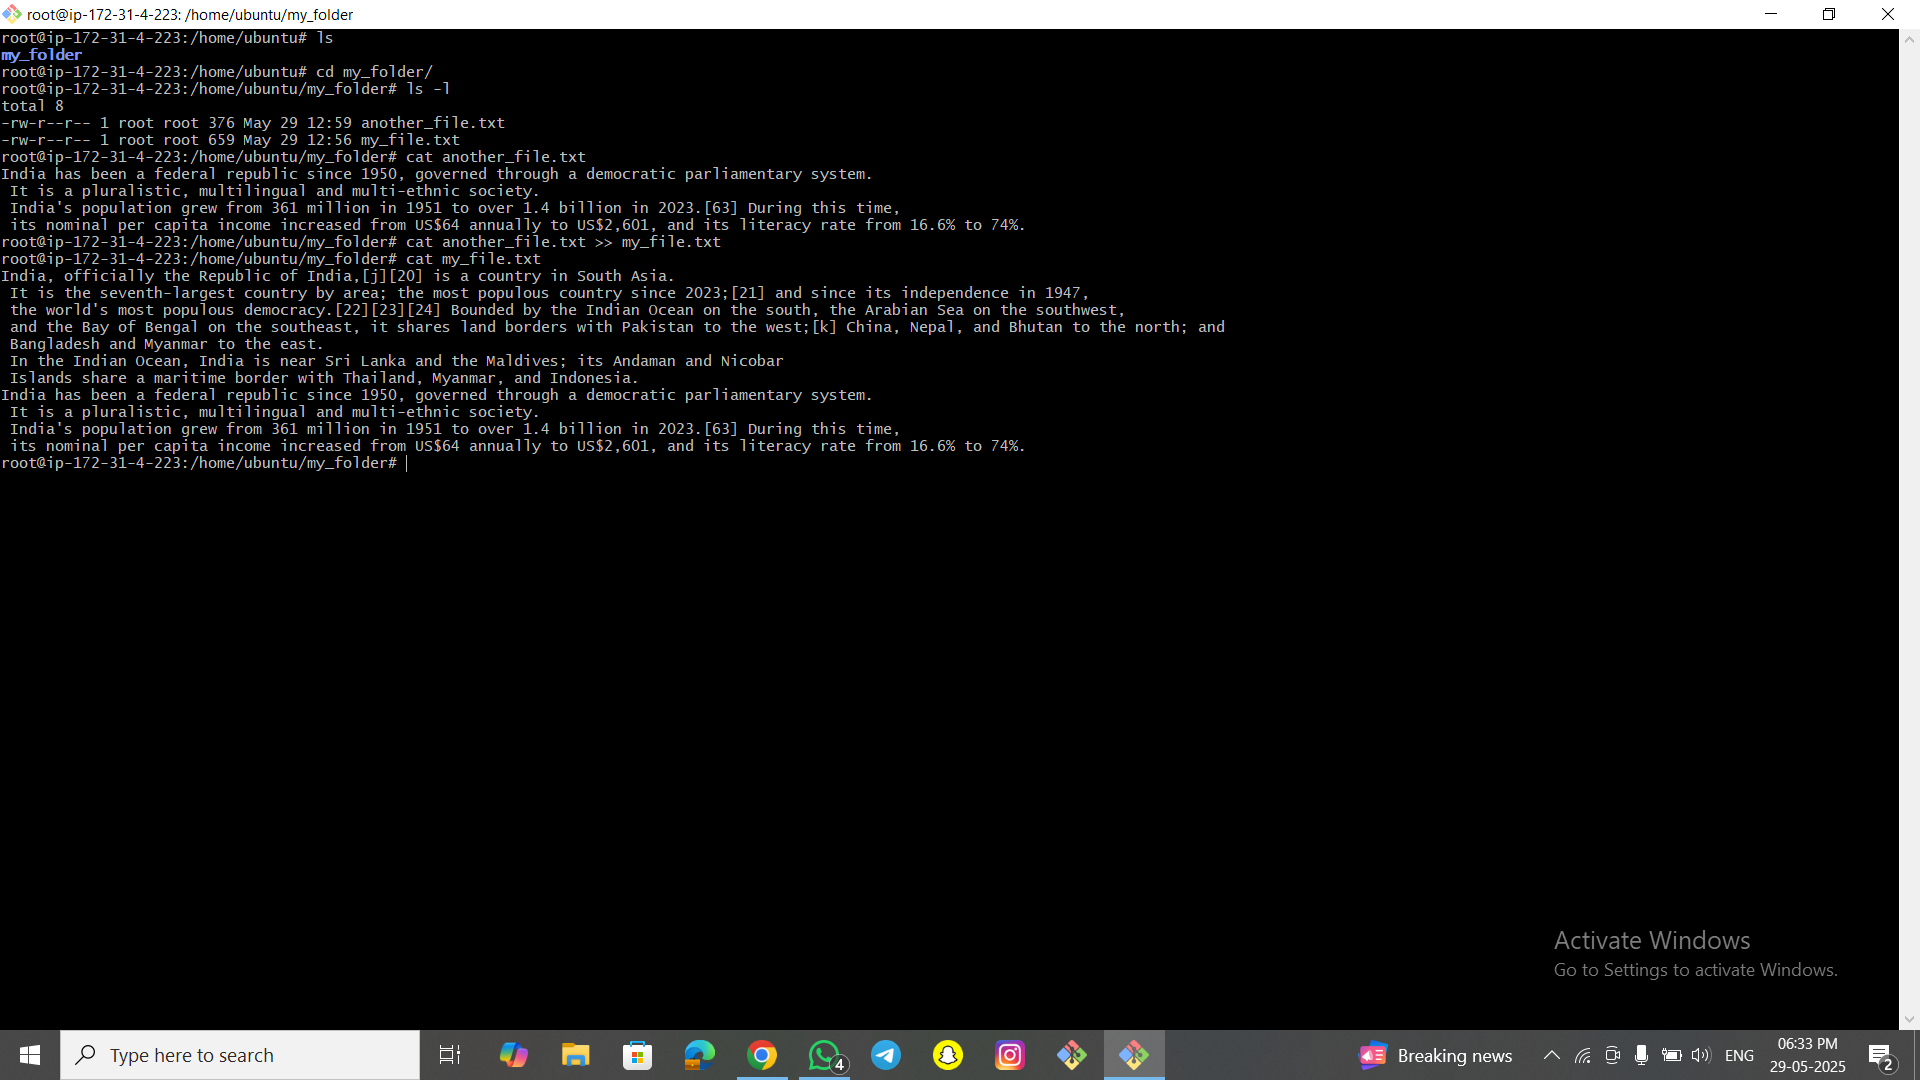 root@ip-172-31-4-223: /home/ubuntu/my_folder
root@ip-172-31-4-223:/home/ubuntu# ls
my_folder
root@ip-172-31-4-223:/home/ubuntu# cd my_folder/
root@ip-172-31-4-223:/home/ubuntu/my_folder# ls -l
total 8
-rw-r--r-- 1 root root 376 May 29 12:59 another_file.txt
-rw-r--r-- 1 root root 659 May 29 12:56 my_file.txt
root@ip-172-31-4-223:/home/ubuntu/my_folder# cat another_file.txt
India has been a federal republic since 1950, governed through a democratic parliamentary system.
 It is a pluralistic, multilingual and multi-ethnic society.
 India's population grew from 361 million in 1951 to over 1.4 billion in 2023.[63] During this time,
 its nominal per capita income increased from US$64 annually to US$2,601, and its literacy rate from 16.6% to 74%.
root@ip-172-31-4-223:/home/ubuntu/my_folder# cat another_file.txt >> my_file.txt
root@ip-172-31-4-223:/home/ubuntu/my_folder# cat my_file.txt
India, officially the Republic of India,[j][20] is a country in South Asia.
 It is the seventh-largest country by area; the most populous country since 2023;[21] and since its independence in 1947,
 the world's most populous democracy.[22][23][24] Bounded by the Indian Ocean on the south, the Arabian Sea on the southwest,
 and the Bay of Bengal on the southeast, it shares land borders with Pakistan to the west;[k] China, Nepal, and Bhutan to the north; and
 Bangladesh and Myanmar to the east.
 In the Indian Ocean, India is near Sri Lanka and the Maldives; its Andaman and Nicobar
 Islands share a maritime border with Thailand, Myanmar, and Indonesia.
India has been a federal republic since 1950, governed through a democratic parliamentary system.
 It is a pluralistic, multilingual and multi-ethnic society.
 India's population grew from 361 million in 1951 to over 1.4 billion in 2023.[63] During this time,
 its nominal per capita income increased from US$64 annually to US$2,601, and its literacy rate from 16.6% to 74%.
root@ip-172-31-4-223:/home/ubuntu/my_folder#
Activate Windows
Go to Settings to activate Windows.
Type here to search
4
Breaking news
ENG
06:33 PM
29-05-2025
2